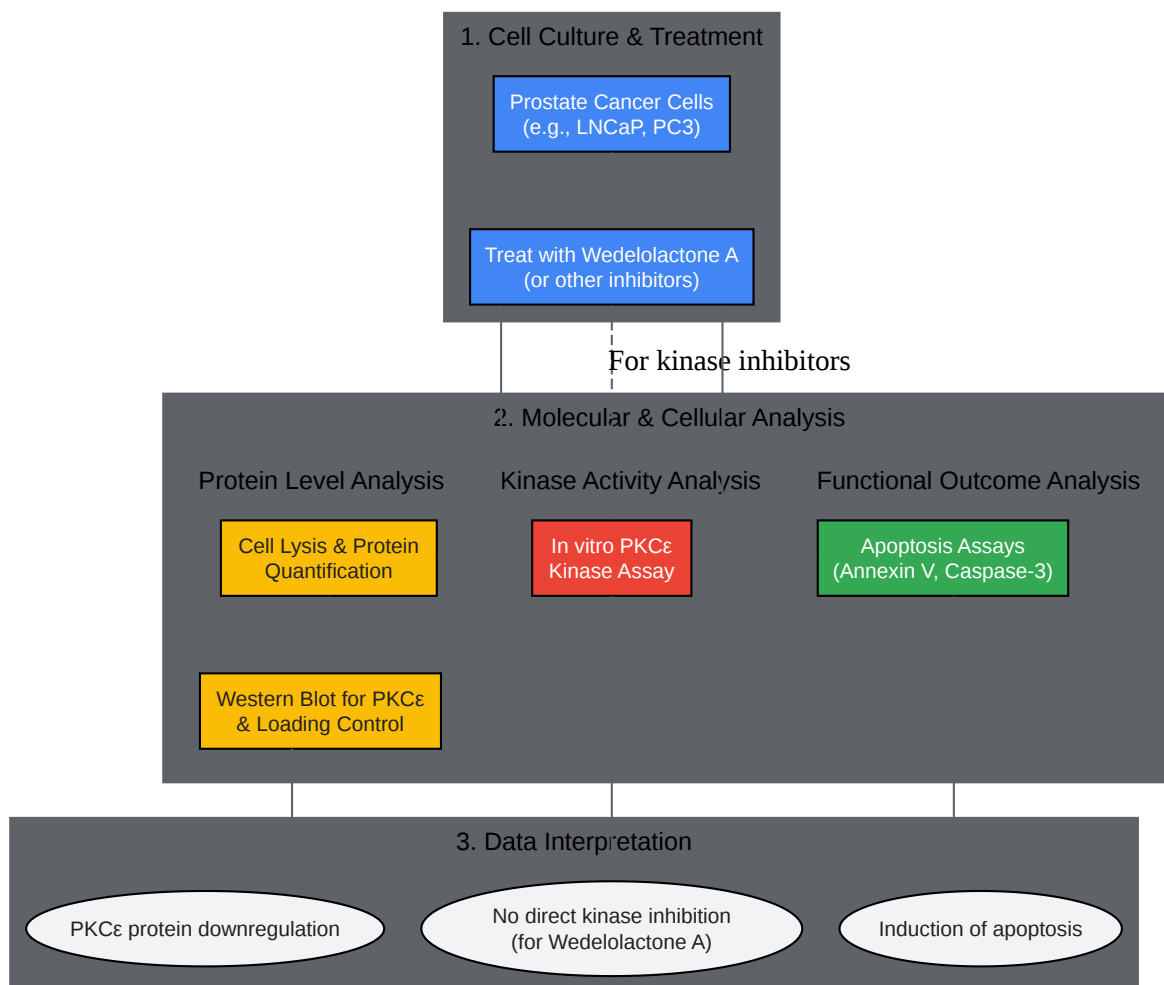 1. Cell Culture & Treatment
Prostate Cancer Cells
(e.g., LNCaP, PC3)
Treat with Wedelolactone A
(or other inhibitors)
For kinase inhibitors
2. Molecular & Cellular Analysis
Protein Level Analysis
Kinase Activity Analysis
Functional Outcome Analysis
Cell Lysis & Protein
Quantification
In vitro PKCε
Kinase Assay
Apoptosis Assays
(Annexin V, Caspase-3)
Western Blot for PKCε
& Loading Control
3. Data Interpretation
PKCε protein downregulation
No direct kinase inhibition
(for Wedelolactone A)
Induction of apoptosis